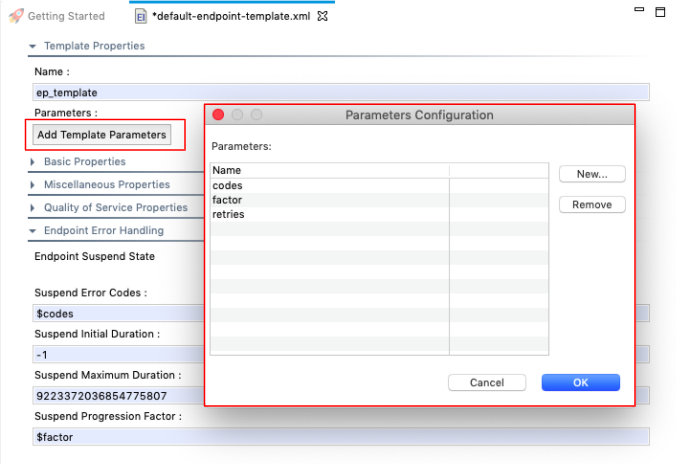 Getting Started
EI *default-endpoint-template.xml
Template Properties
Name :
ep_template
Parameters :
Add Template Parameters
Basic Properties
Miscellaneous Properties
Quality of Service Properties
Endpoint Error Handling
Endpoint Suspend State
Suspend Error Codes :
$codes
Suspend Initial Duration :
-1
Suspend Maximum Duration :
9223372036854775807
Suspend Progression Factor :
$factor
Parameters Configuration
Parameters:
Name
codes
factor
retries
New...
Remove
Cancel
OK